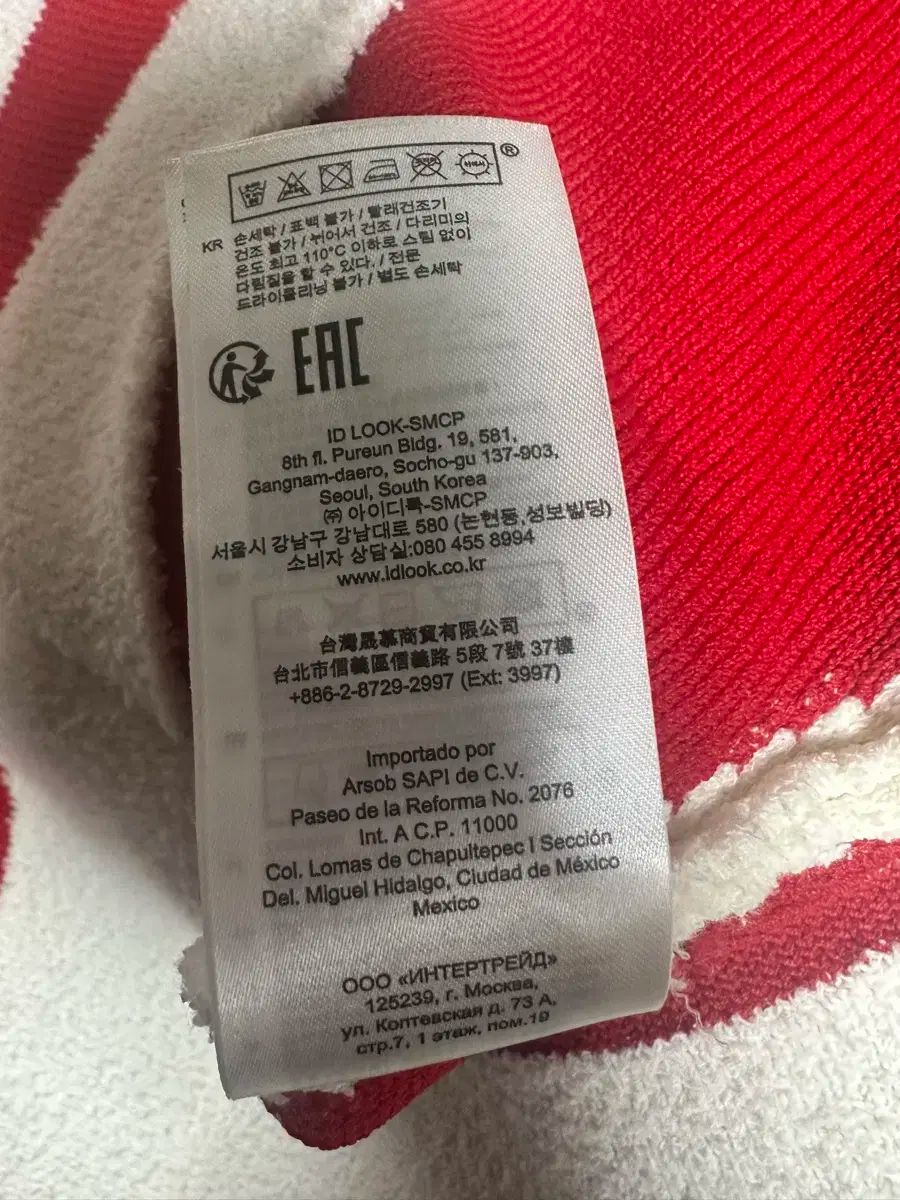 ®
KR 손세탁 / 표백 불가 / 빨래건조기
건조 불가 / 뉘어서 건조 / 다리미의
온도 최고 110°C 이하로 스팀 없이
다림질을 할 수 있다. / 전문
드라이클리닝 불가 / 별도 손세탁
EAC
ID LOOK-SMCP
8th fl. Pureun Bldg. 19, 581,
Gangnam-daero, Socho-gu 137-903,
Seoul, South Korea
㈜ 아이디룩-SMCP
서울시 강남구 강남대로 580 (논현동,성보빌딩)
소비자 상담실:080 455 8994
www.idlook.co.kr
台灣晟慕商貿有限公司
台北市信義區信義路 5段 7號 37樓
+886-2-8729-2997 (Ext: 3997)
Importado por
Arsob SAPI de C.V.
Paseo de la Reforma No. 2076
Int. A C.P. 11000
Col. Lomas de Chapultepec I Sección
Del. Miguel Hidalgo, Ciudad de México
Mexico
ООО «ИНТЕРТРЕЙД»
125239, г. Москва,
ул. Коптевская д. 73 А,
стр.7, 1 этаж, пом.19